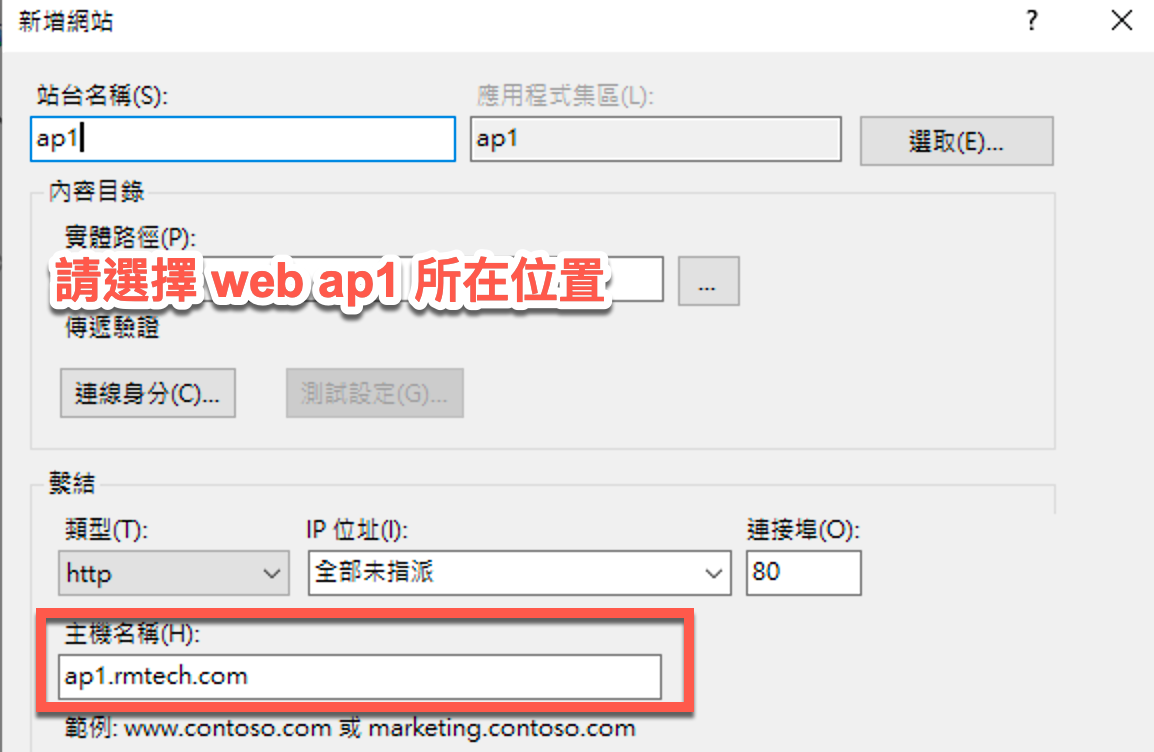 新增網站
? ×
站台名稱(S):
應用程式集區(L):
ap1
ap1
選取(E)...
內容目錄
實體路徑(P):
請選擇 web ap1 所在位置
...
傳遞驗證
連線身分(C)...
測試設定(G)...
繫結
類型(T):
IP 位址(I):
連接埠(O):
http
全部未指派
80
主機名稱(H):
ap1.rmtech.com
範例: www.contoso.com 或 marketing.contoso.com